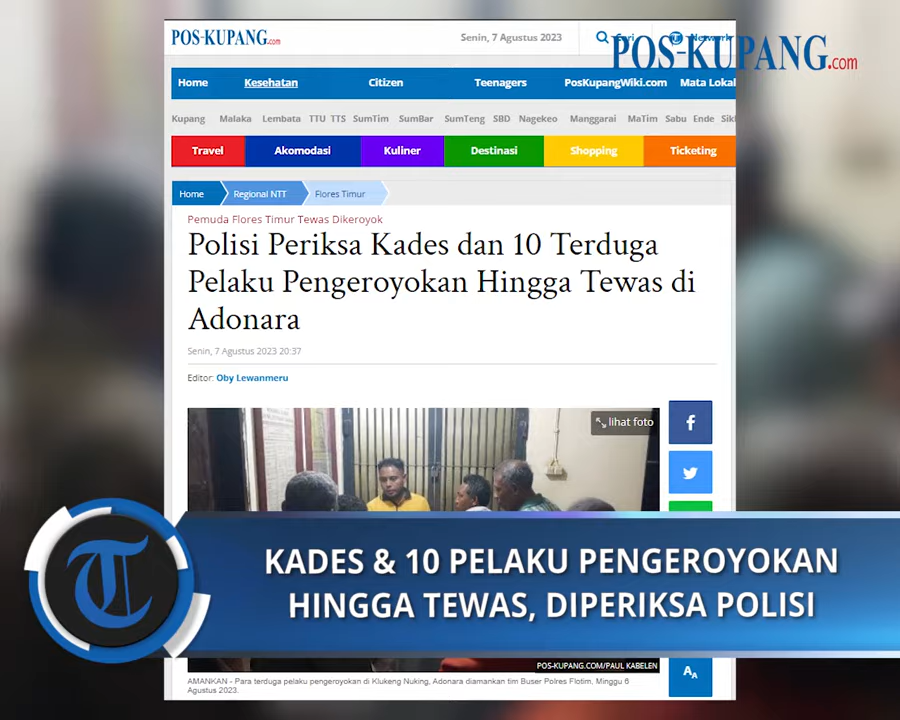 POS-KUPANG.com
Senin, 7 Agustus 2023
POS-KUPANG.com
Home Kesehatan Citizen Teenagers PosKupangWiki.com Mata Lokal
Kupang Malaka Lembata TTU TTS SumTim SumBar SumTeng SBD Nagekeo Manggarai MaTim Sabu Ende
Travel Akomodasi Kuliner Destinasi Shopping Ticketing
Home Regional NTT Flores Timur
Pemuda Flores Timur Tewas Dikeroyok
Polisi Periksa Kades dan 10 Terduga
Pelaku Pengeroyokan Hingga Tewas di
Adonara
Senin, 7 Agustus 2023 20:37
Editor: Oby Lewanmeru
lihat foto
KADES & 10 PELAKU PENGEROYOKAN
HINGGA TEWAS, DIPERIKSA POLISI
POS-KUPANG.COM/PAUL KABELEN
AA
AMANKAN - Para terduga pelaku pengeroyokan di Klukeng Nuking, Adonara diamankan tim Buser Polres Flotim, Minggu 6
Agustus 2023.